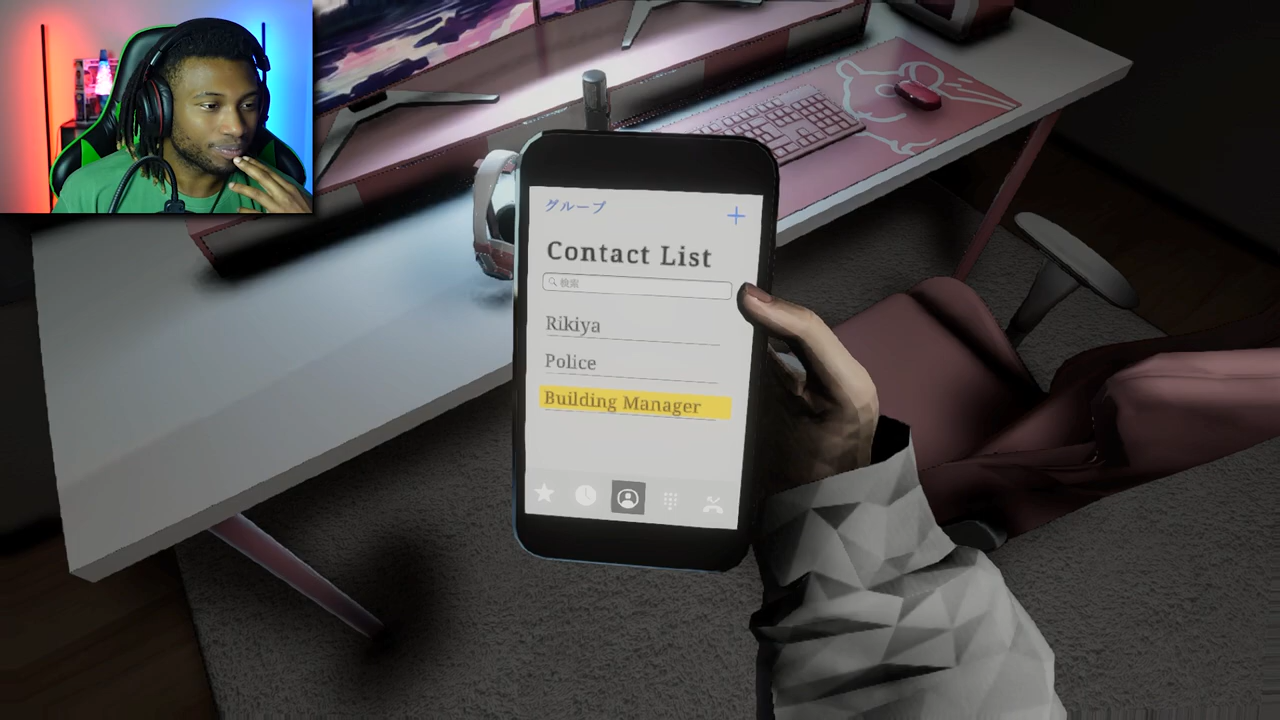 グループ
Contact List
検索
Rikiya
Police
Building Manager